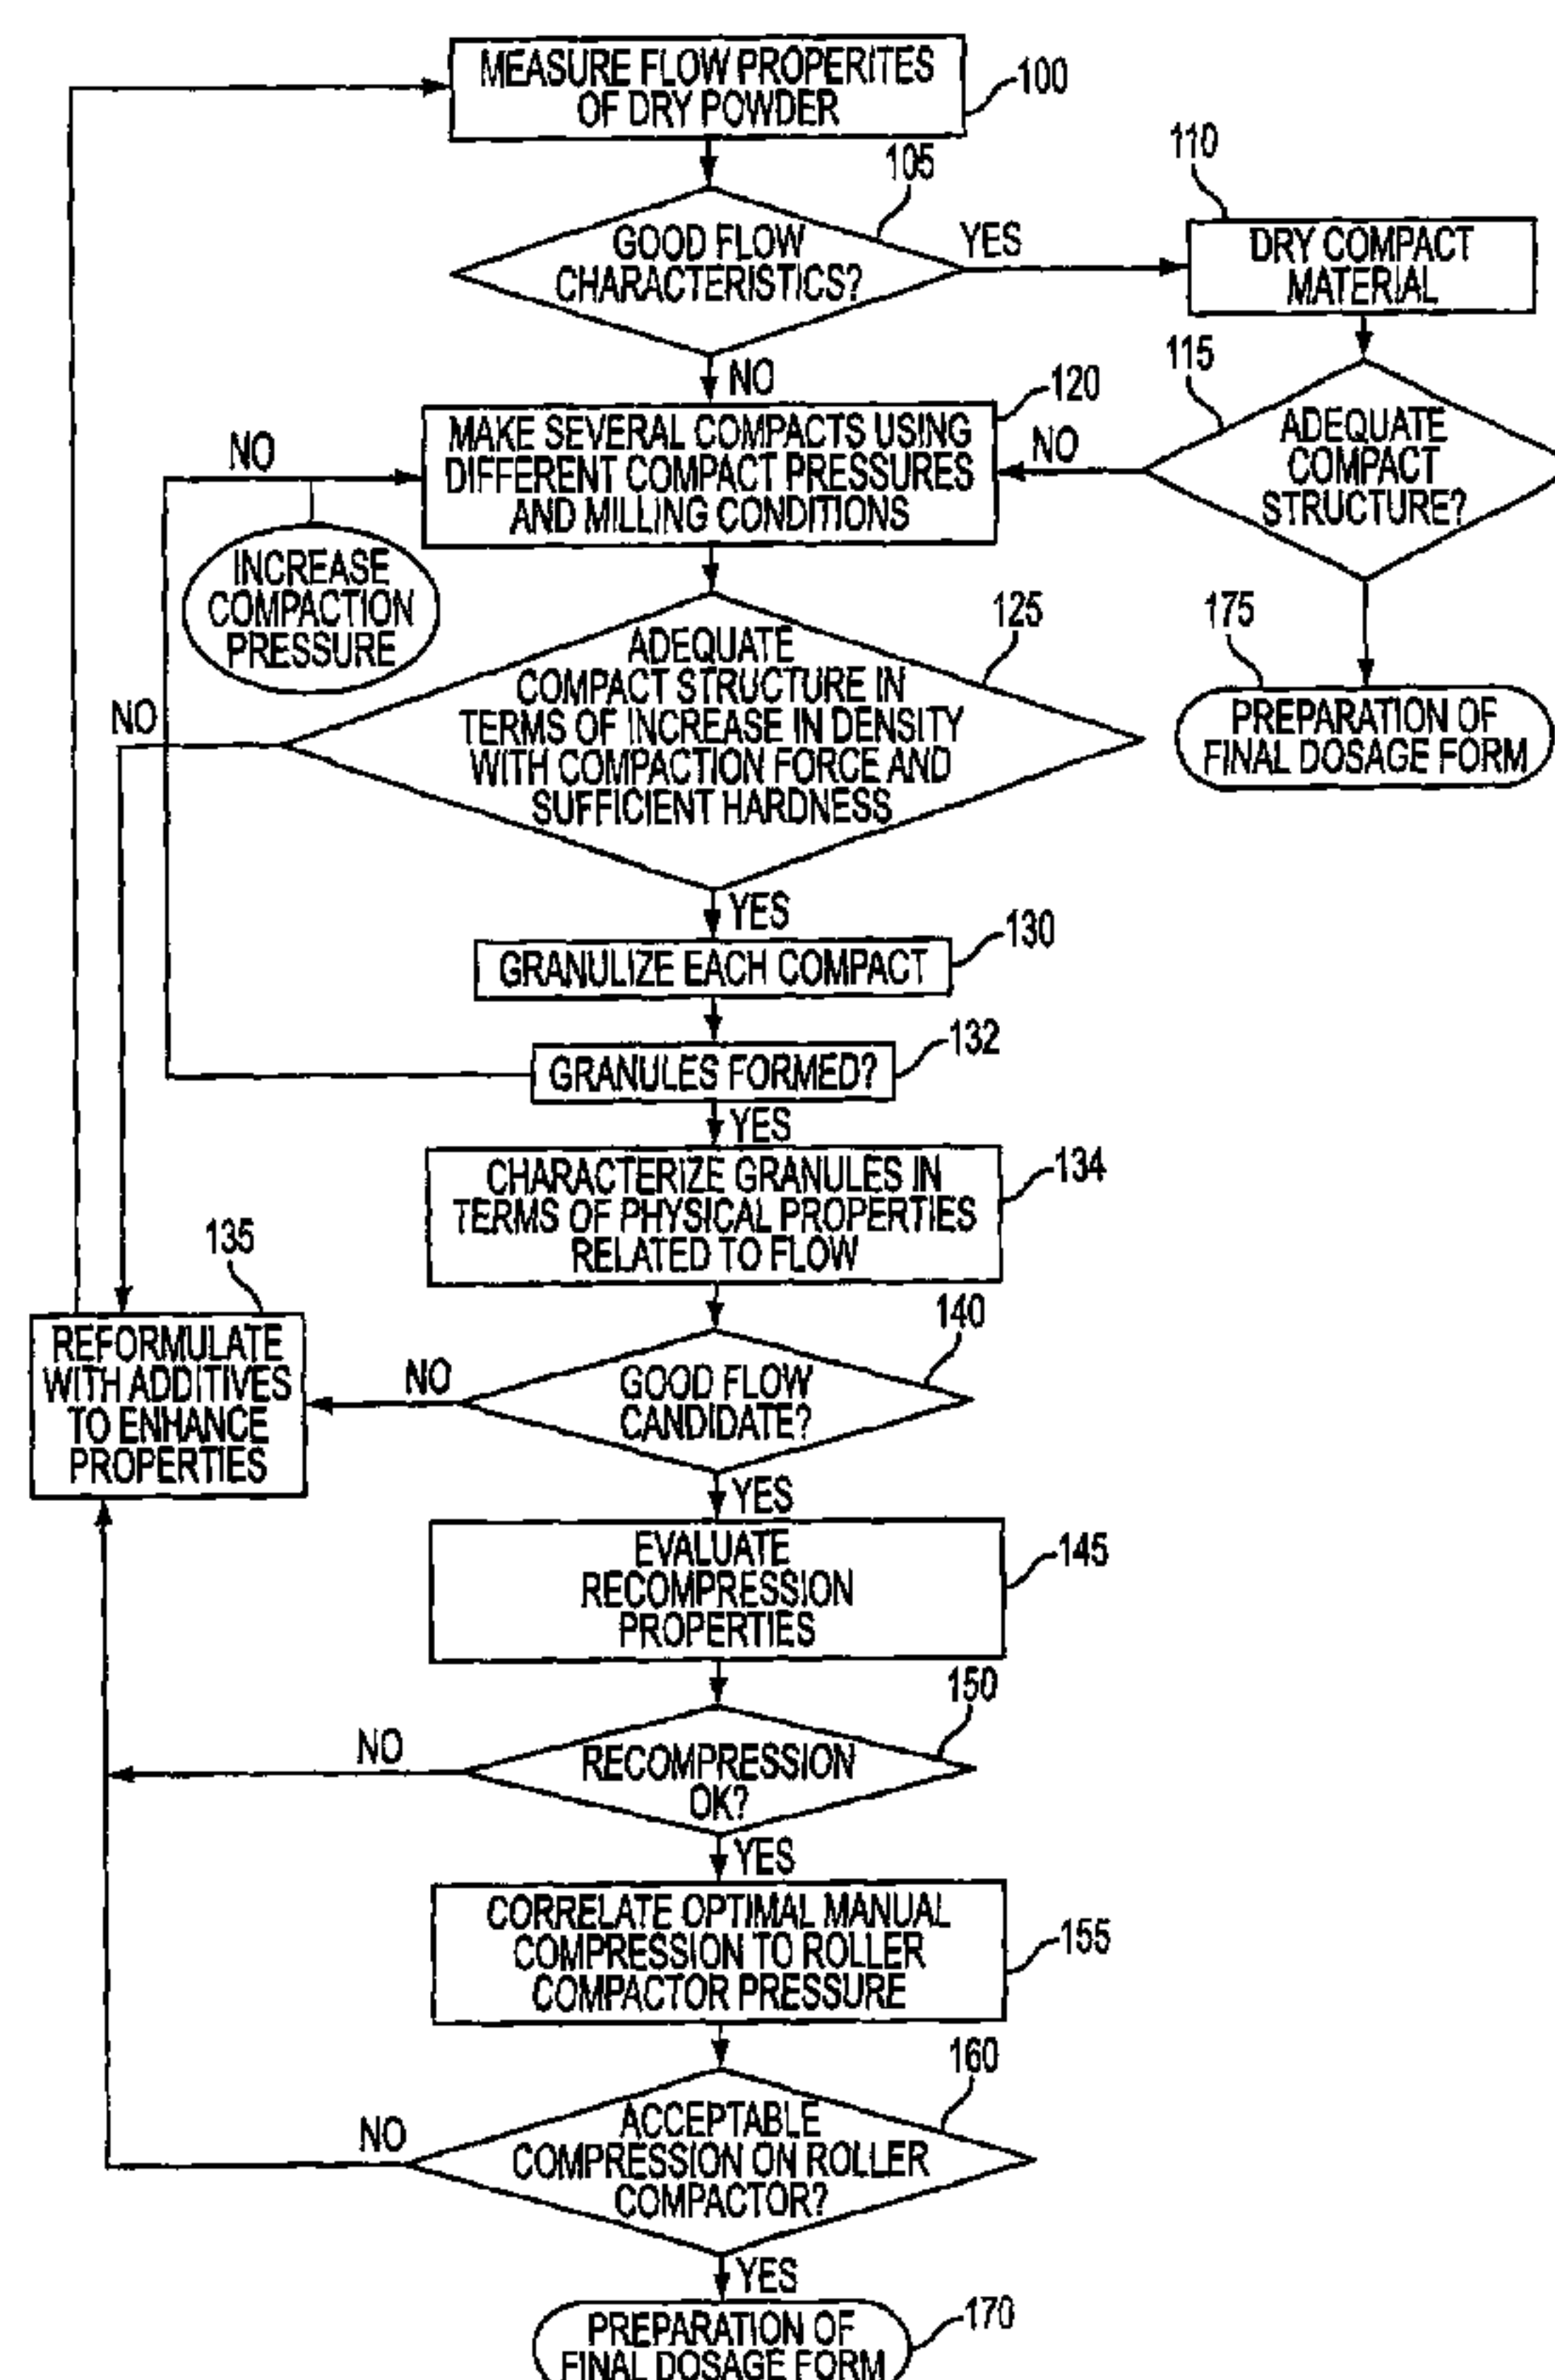 MEASURE FLOW PROPERITES
OF DRY POWDER
100
105
GOOD FLOW
CHARACTERISTICS?
YES
110
DRY COMPACT
MATERIAL
NO
115
ADEQUATE
COMPACT
STRUCTURE?
NO
120
MAKE SEVERAL COMPACTS USING
DIFFERENT COMPACT PRESSURES
AND MILLING CONDITIONS
NO
INCREASE
COMPACTION
PRESSURE
175
PREPARATION OF
FINAL DOSAGE FORM
125
ADEQUATE
COMPACT STRUCTURE IN
TERMS OF INCREASE IN DENSITY
WITH COMPACTION FORCE AND
SUFFICIENT HARDNESS
NO
YES
130
GRANULIZE EACH COMPACT
132
GRANULES FORMED?
YES
134
CHARACTERIZE GRANULES IN
TERMS OF PHYSICAL PROPERTIES
RELATED TO FLOW
135
REFORMULATE
WITH ADDITIVES
TO ENHANCE
PROPERTIES
140
NO
GOOD FLOW
CANDIDATE?
YES
145
EVALUATE
RECOMPRESSION
PROPERTIES
150
NO
RECOMPRESSION
OK?
YES
155
CORRELATE OPTIMAL MANUAL
COMPRESSION TO ROLLER
COMPACTOR PRESSURE
160
NO
ACCEPTABLE
COMPRESSION ON ROLLER
COMPACTOR?
YES
170
PREPARATION OF
FINAL DOSAGE FORM